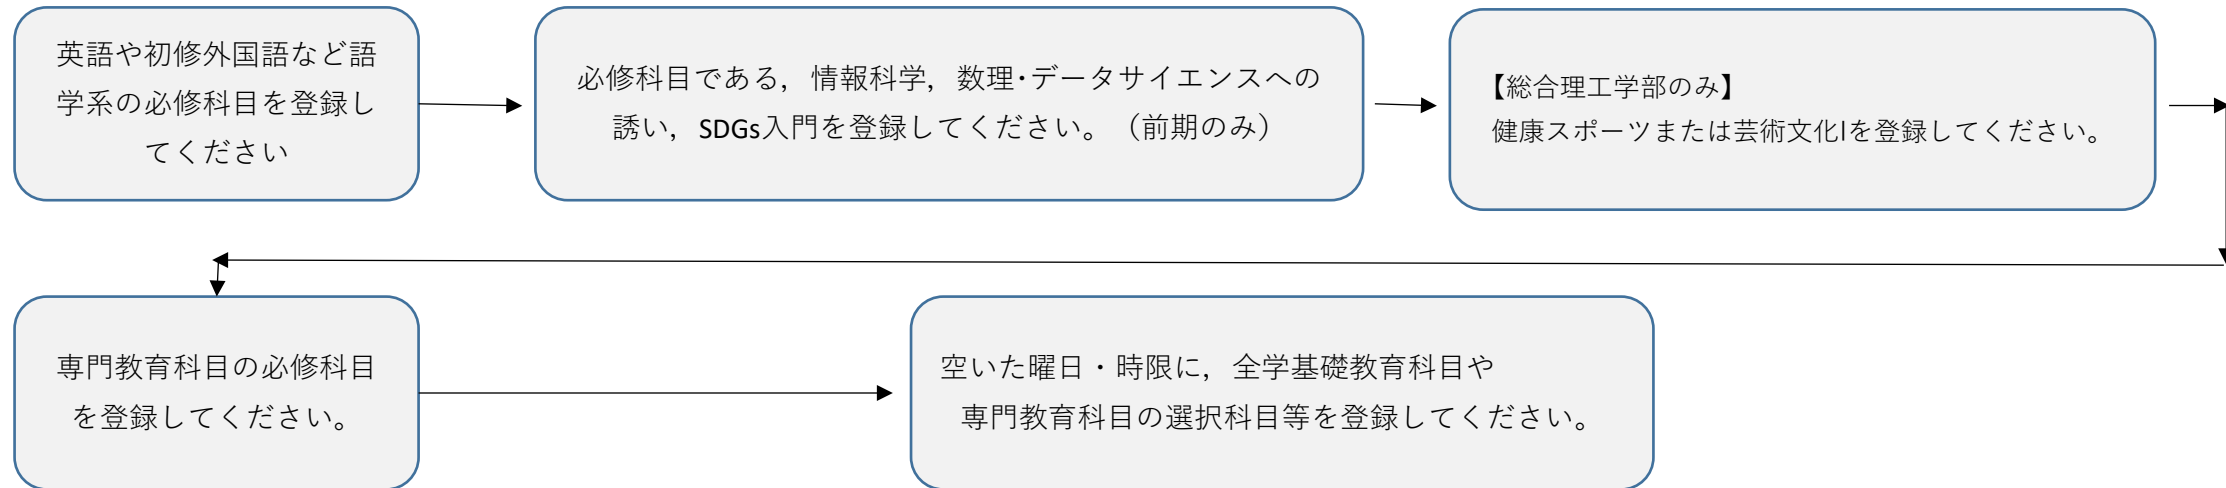 英語や初修外国語など語
学系の必修科目を登録し
てください
必修科目である，情報科学，数理・データサイエンスへの
誘い，SDGs入門を登録してください。（前期のみ）
【総合理工学部のみ】
健康スポーツまたは芸術文化Iを登録してください。
専門教育科目の必修科目
を登録してください。
空いた曜日・時限に，全学基礎教育科目や
専門教育科目の選択科目等を登録してください。